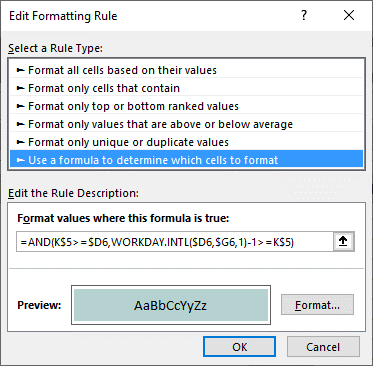 Edit Formatting Rule
? ×
Select a Rule Type:
► Format all cells based on their values
► Format only cells that contain
► Format only top or bottom ranked values
► Format only values that are above or below average
► Format only unique or duplicate values
► Use a formula to determine which cells to format
Edit the Rule Description:
Format values where this formula is true:
=AND(K$5>=$D6,WORKDAY.INTL($D6,$G6,1)-1>=K$5)
Preview:
AaBbCcYyZz
Format...
OK
Cancel